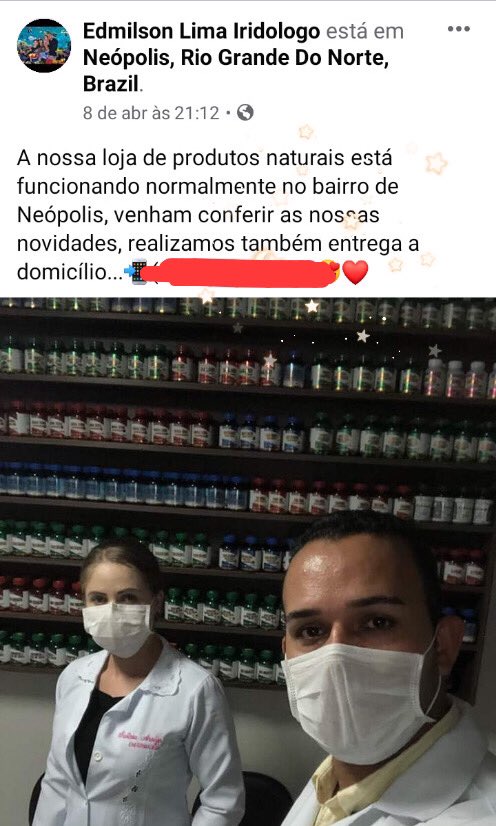 Edmilson Lima Iridologo está em
Neópolis, Rio Grande Do Norte,
Brazil.
8 de abr às 21:12 ·
A nossa loja de produtos naturais está
funcionando normalmente no bairro de
Neópolis, venham conferir as nossas
novidades, realizamos também entrega a
domicílio...📲(🥰❤️